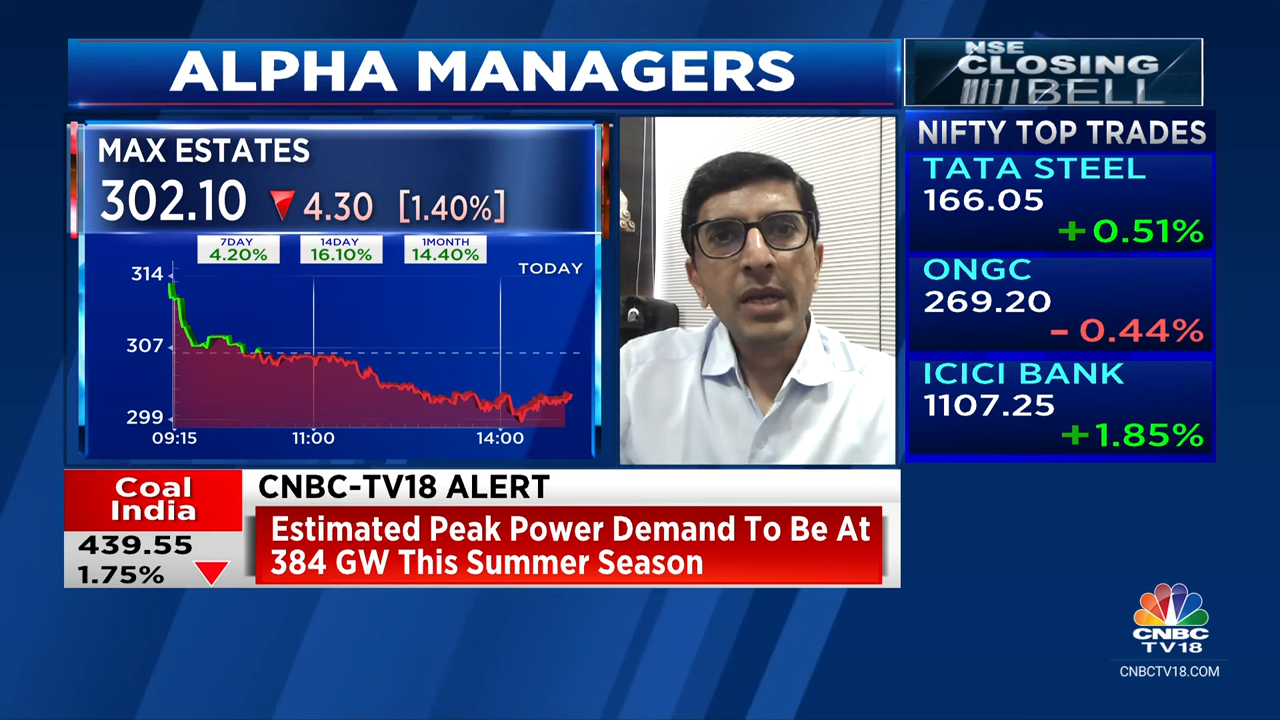 ALPHA MANAGERS
NSE
CLOSING
BELL
MAX ESTATES
302.10 ▼ 4.30 [1.40%]
7DAY
4.20%
14DAY
16.10%
1MONTH
14.40%
TODAY
314
307
299
09:15 11:00 14:00
NIFTY TOP TRADES
TATA STEEL
166.05
+0.51%
ONGC
269.20
- 0.44%
ICICI BANK
1107.25
+1.85%
Coal
India
439.55
1.75% ▼
CNBC-TV18 ALERT
Estimated Peak Power Demand To Be At
384 GW This Summer Season
CNBC
TV18
CNBCTV18.COM